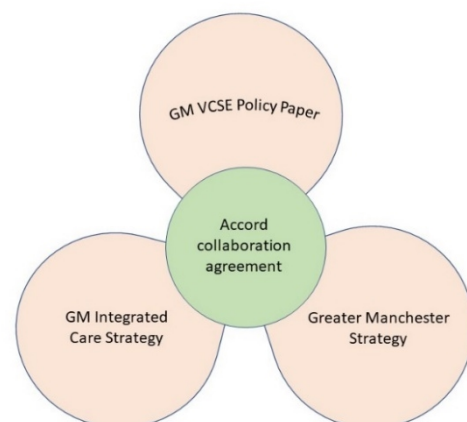 GM VCSE Policy Paper
Accord
collaboration
agreement
GM Integrated
Care Strategy
Greater Manchester
Strategy